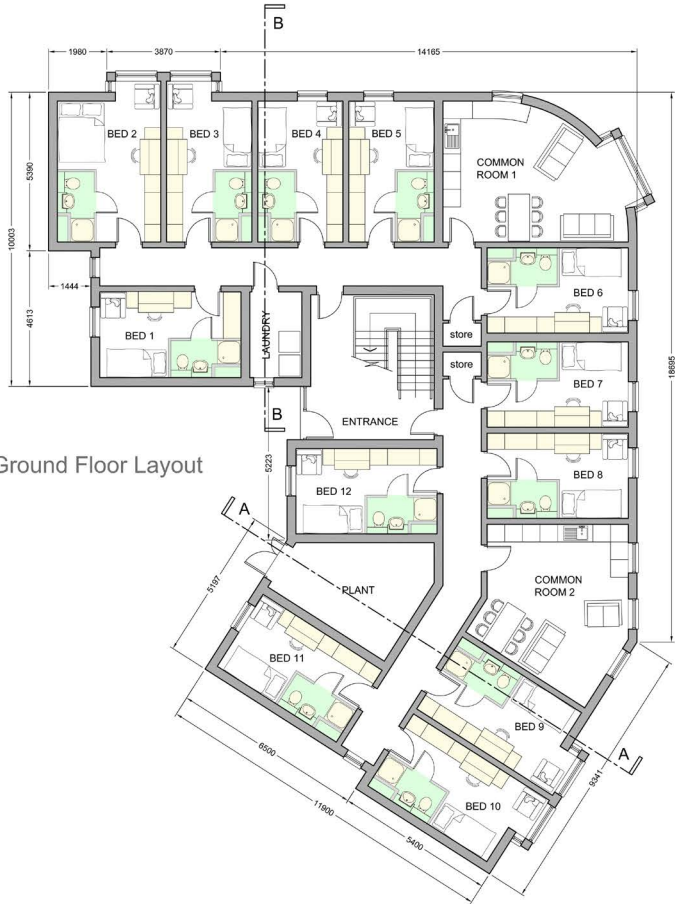 B
1980
3870
14165
BED 2
BED 3
BED 4
BED 5
COMMON
ROOM 1
5390
10003
1444
4613
BED 1
LAUNDRY
store
store
BED 6
BED 7
BED 8
18695
ENTRANCE
B
5223
Ground Floor Layout
BED 12
A
5197
PLANT
COMMON
ROOM 2
BED 11
BED 9
A
6500
11900
BED 10
5400
9341